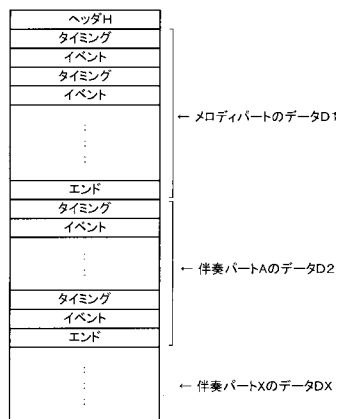 ヘッダH
タイミング
イベント
タイミング
イベント
:
:
← メロディパートのデータD1
エンド
タイミング
イベント
:
:
← 伴奏パートAのデータD2
タイミング
イベント
エンド
:
:
← 伴奏パートXのデータDX